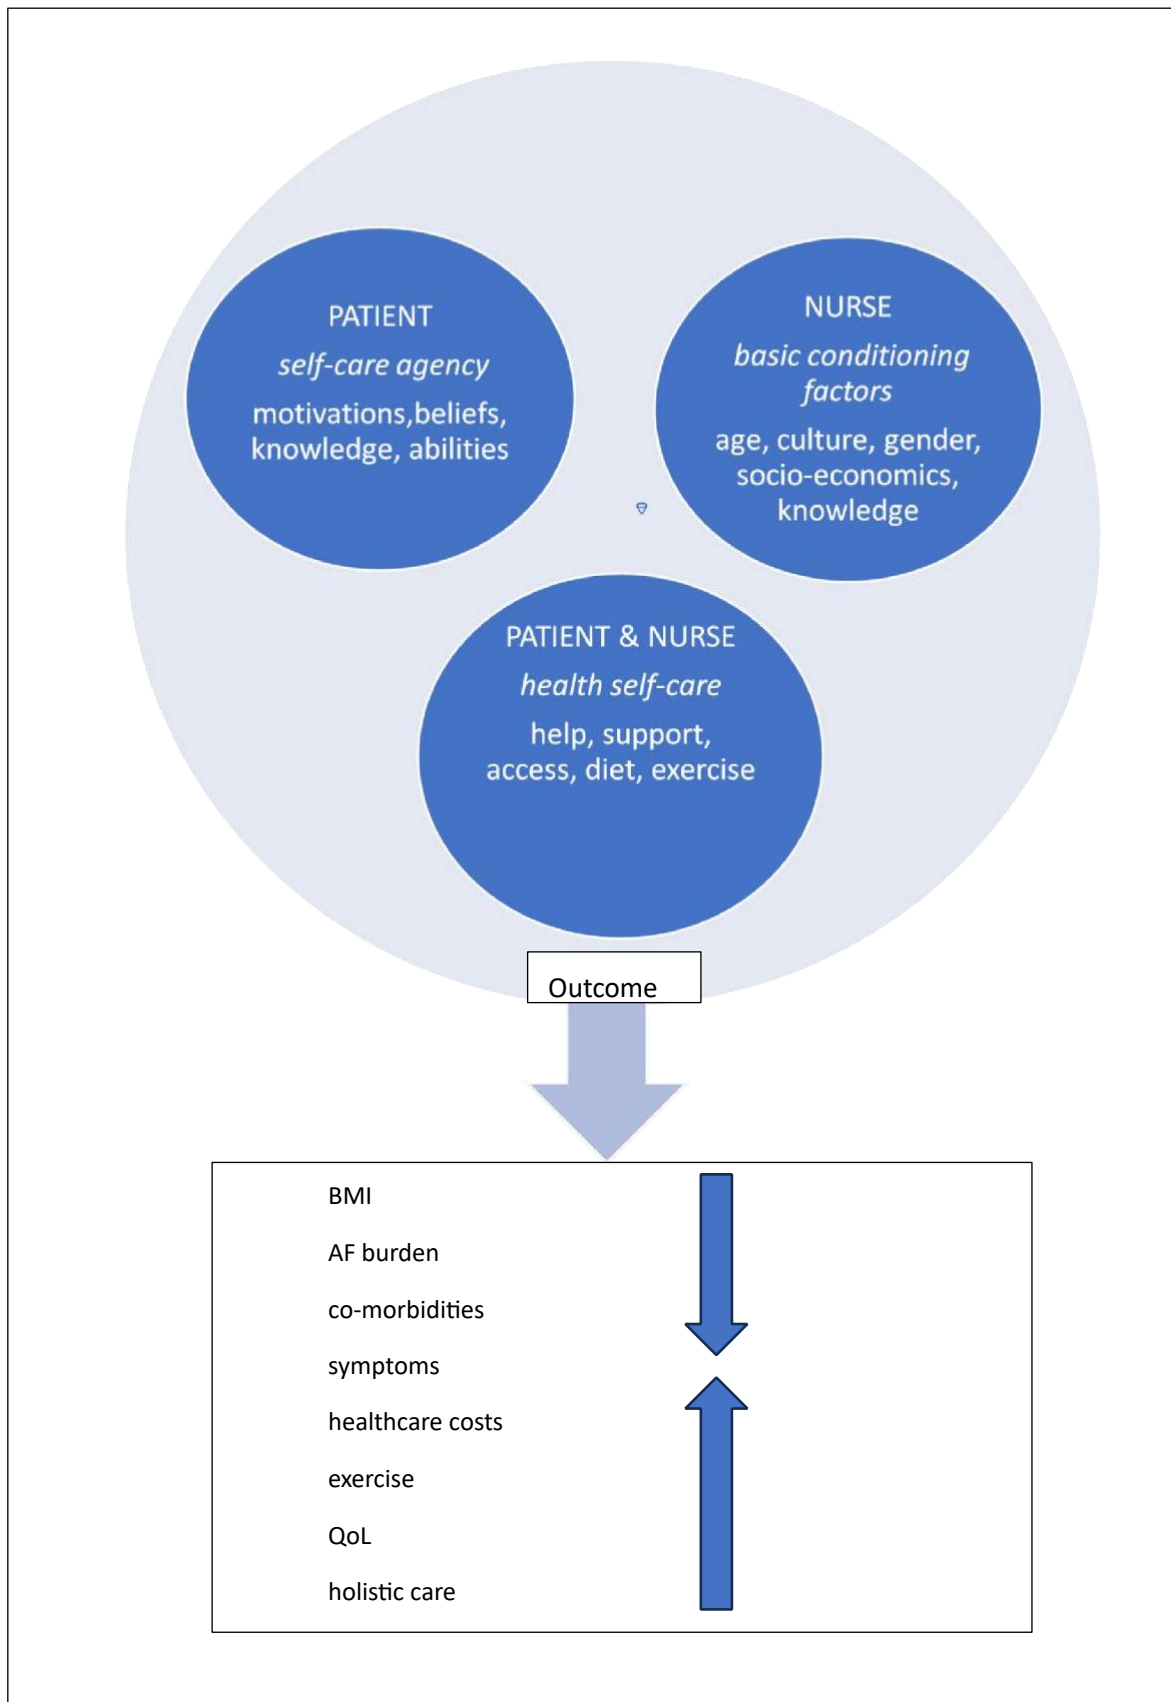 PATIENT
self-care agency
motivations,beliefs,
knowledge, abilities
NURSE
basic conditioning
factors
age, culture, gender,
socio-economics,
knowledge
PATIENT & NURSE
health self-care
help, support,
access, diet, exercise
Outcome
BMI
AF burden
co-morbidities
symptoms
healthcare costs
exercise
QoL
holistic care